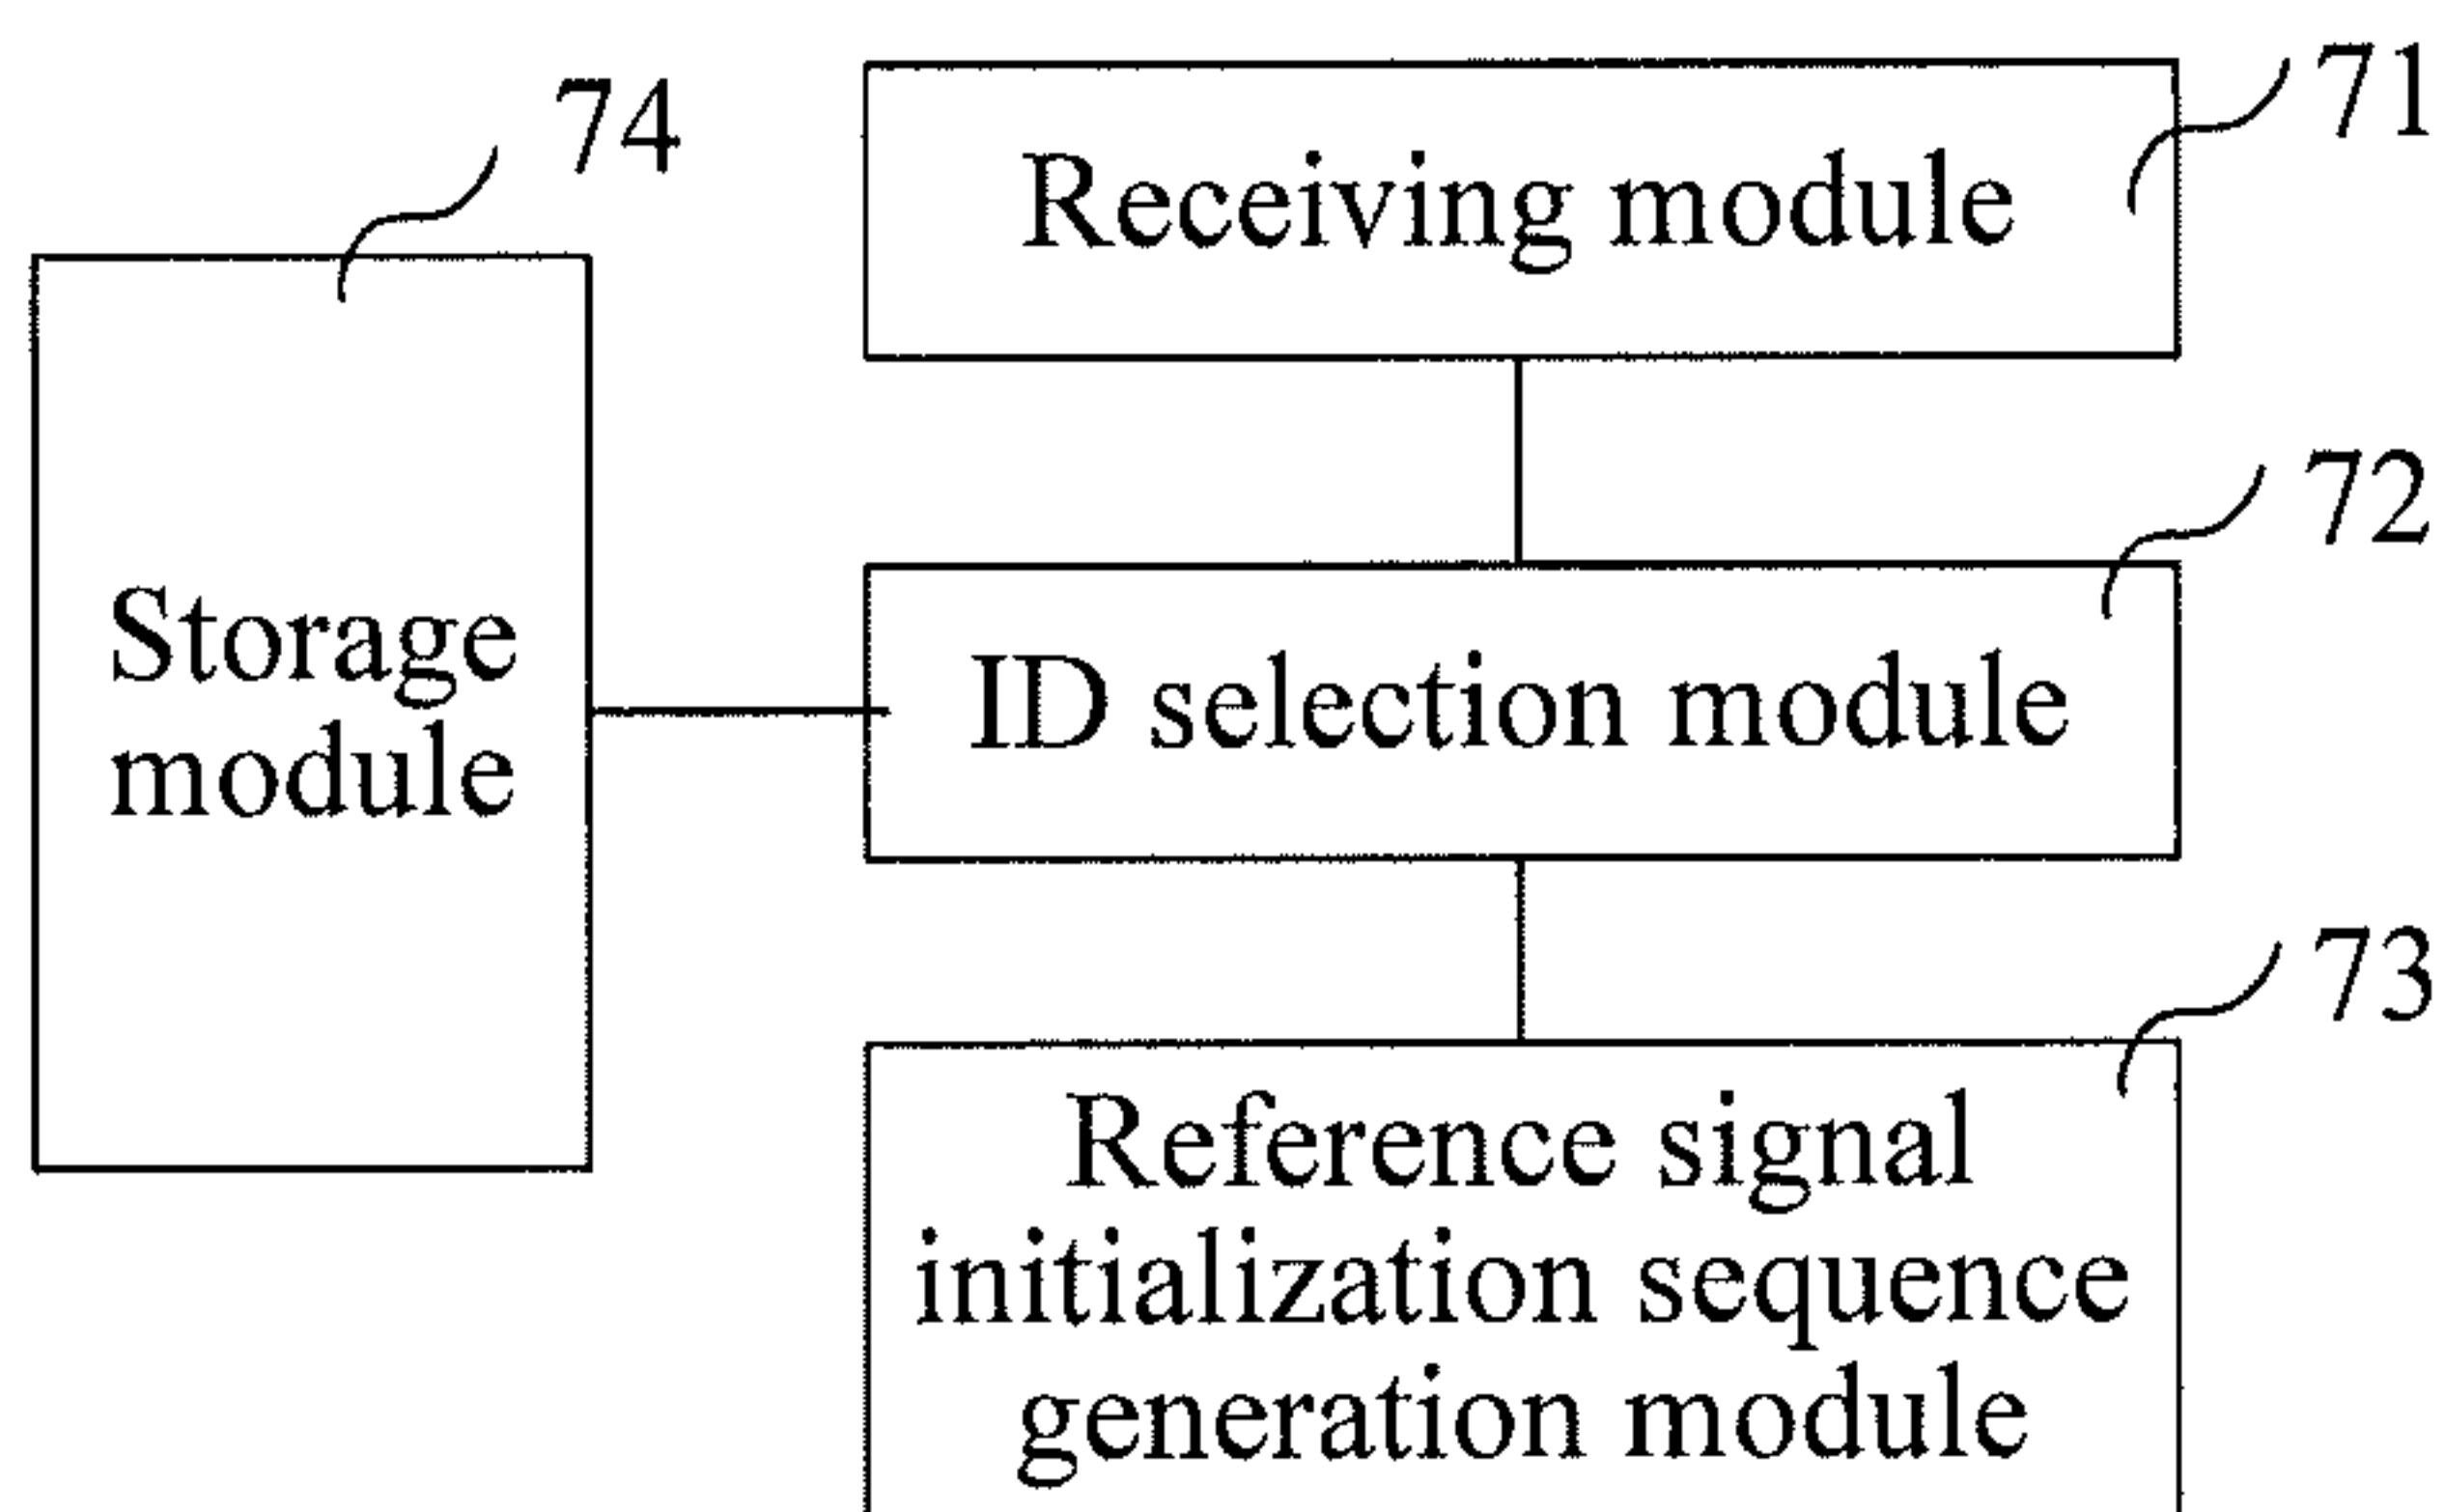 74
71
Receiving module
Storage
module
72
ID selection module
73
Reference signal
initialization sequence
generation module